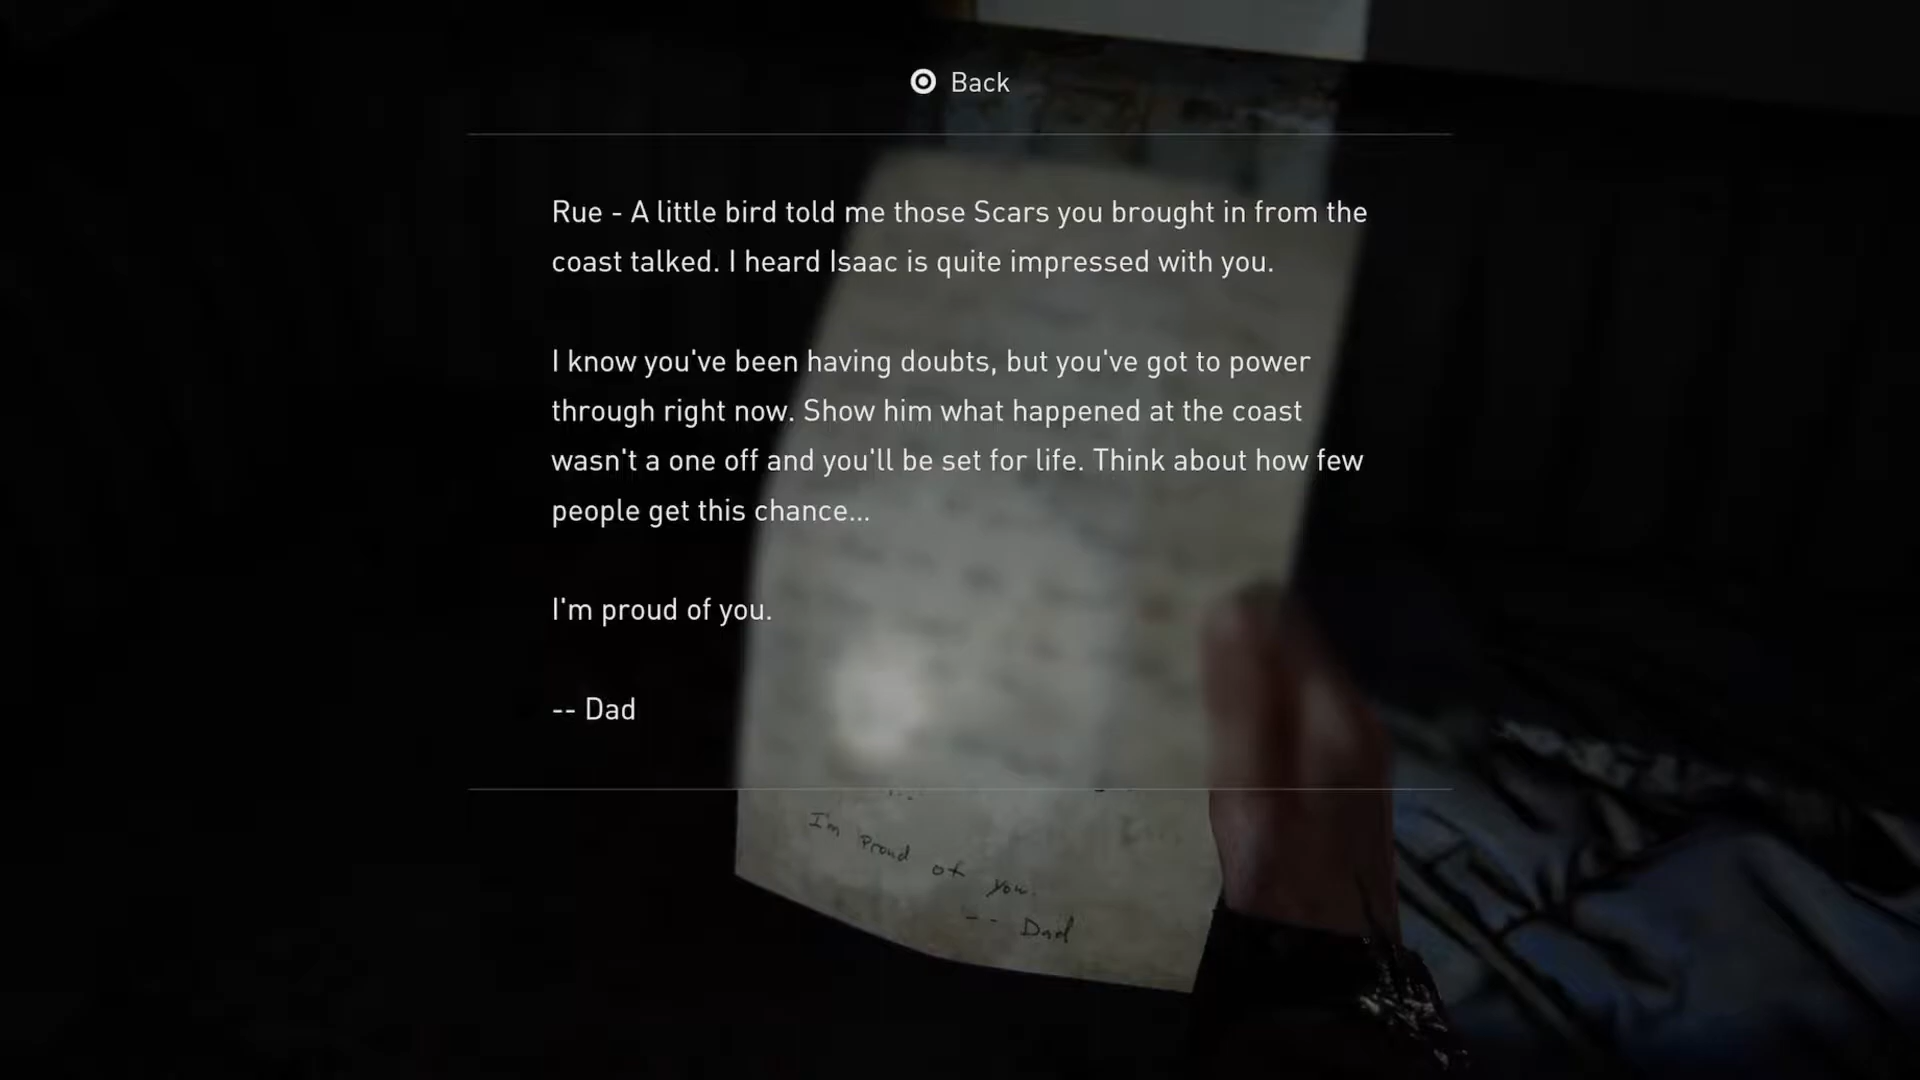 Back
Rue - A little bird told me those Scars you brought in from the
coast talked. I heard Isaac is quite impressed with you.
I know you've been having doubts, but you've got to power
through right now. Show him what happened at the coast
wasn't a one off and you'll be set for life. Think about how few
people get this chance...
I'm proud of you.
-- Dad
I'm Proud of you.
-- Dad